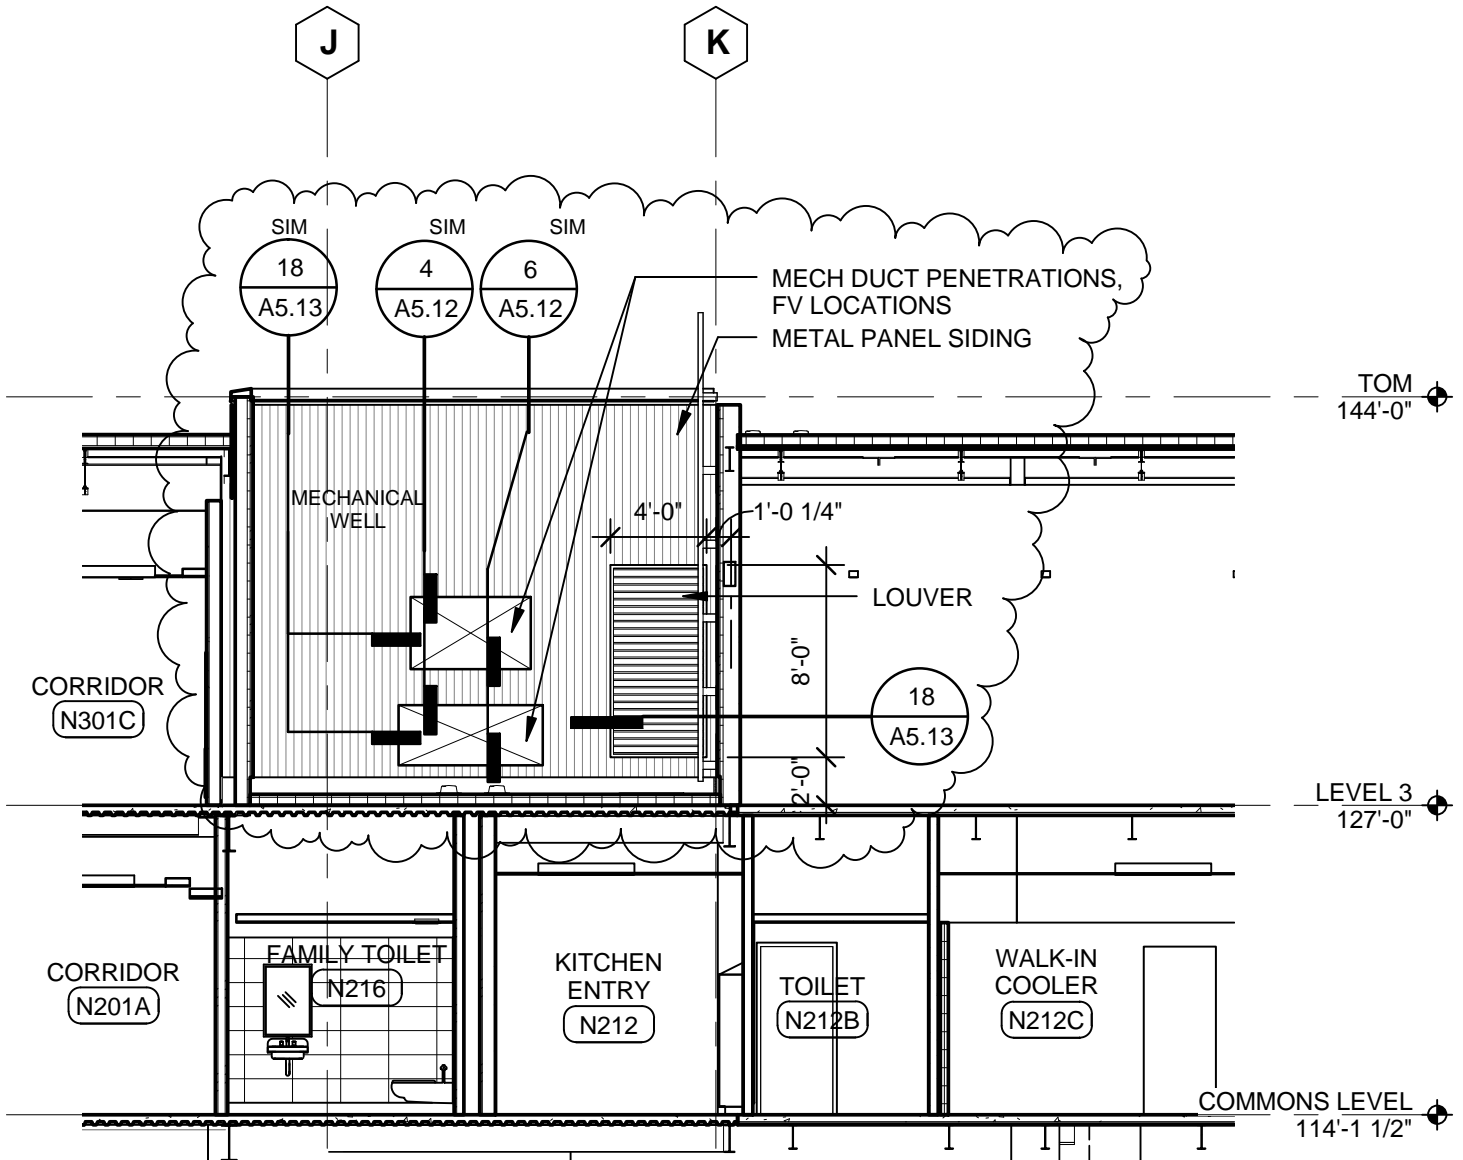 J
K
SIM
SIM
SIM
18
A5.13
4
A5.12
6
A5.12
MECH DUCT PENETRATIONS,
FV LOCATIONS
METAL PANEL SIDING
TOM
144'-0"
MECHANICAL
WELL
4'-0"
1'-0 1/4"
LOUVER
8'-0"
CORRIDOR
N301C
18
A5.13
2'-0"
LEVEL 3
127'-0"
FAMILY TOILET
N216
CORRIDOR
N201A
KITCHEN
ENTRY
N212
TOILET
N212B
WALK-IN
COOLER
N212C
COMMONS LEVEL
114'-1 1/2"